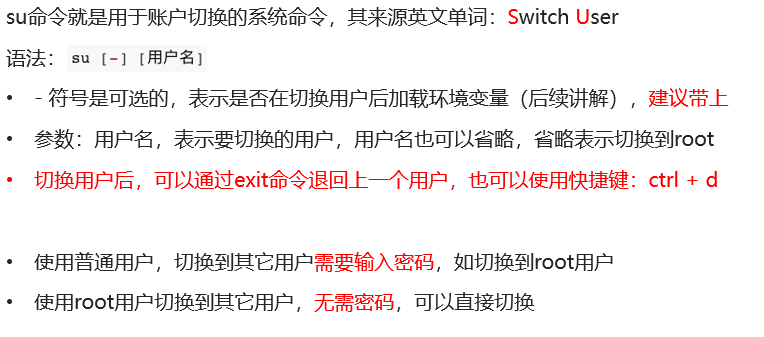 su命令就是用于账户切换的系统命令，其来源英文单词：Switch User
语法：su [-] [用户名]
• - 符号是可选的，表示是否在切换用户后加载环境变量（后续讲解），建议带上
• 参数：用户名，表示要切换的用户，用户名也可以省略，省略表示切换到root
• 切换用户后，可以通过exit命令退回上一个用户，也可以使用快捷键：ctrl + d
• 使用普通用户，切换到其它用户需要输入密码，如切换到root用户
• 使用root用户切换到其它用户，无需密码，可以直接切换